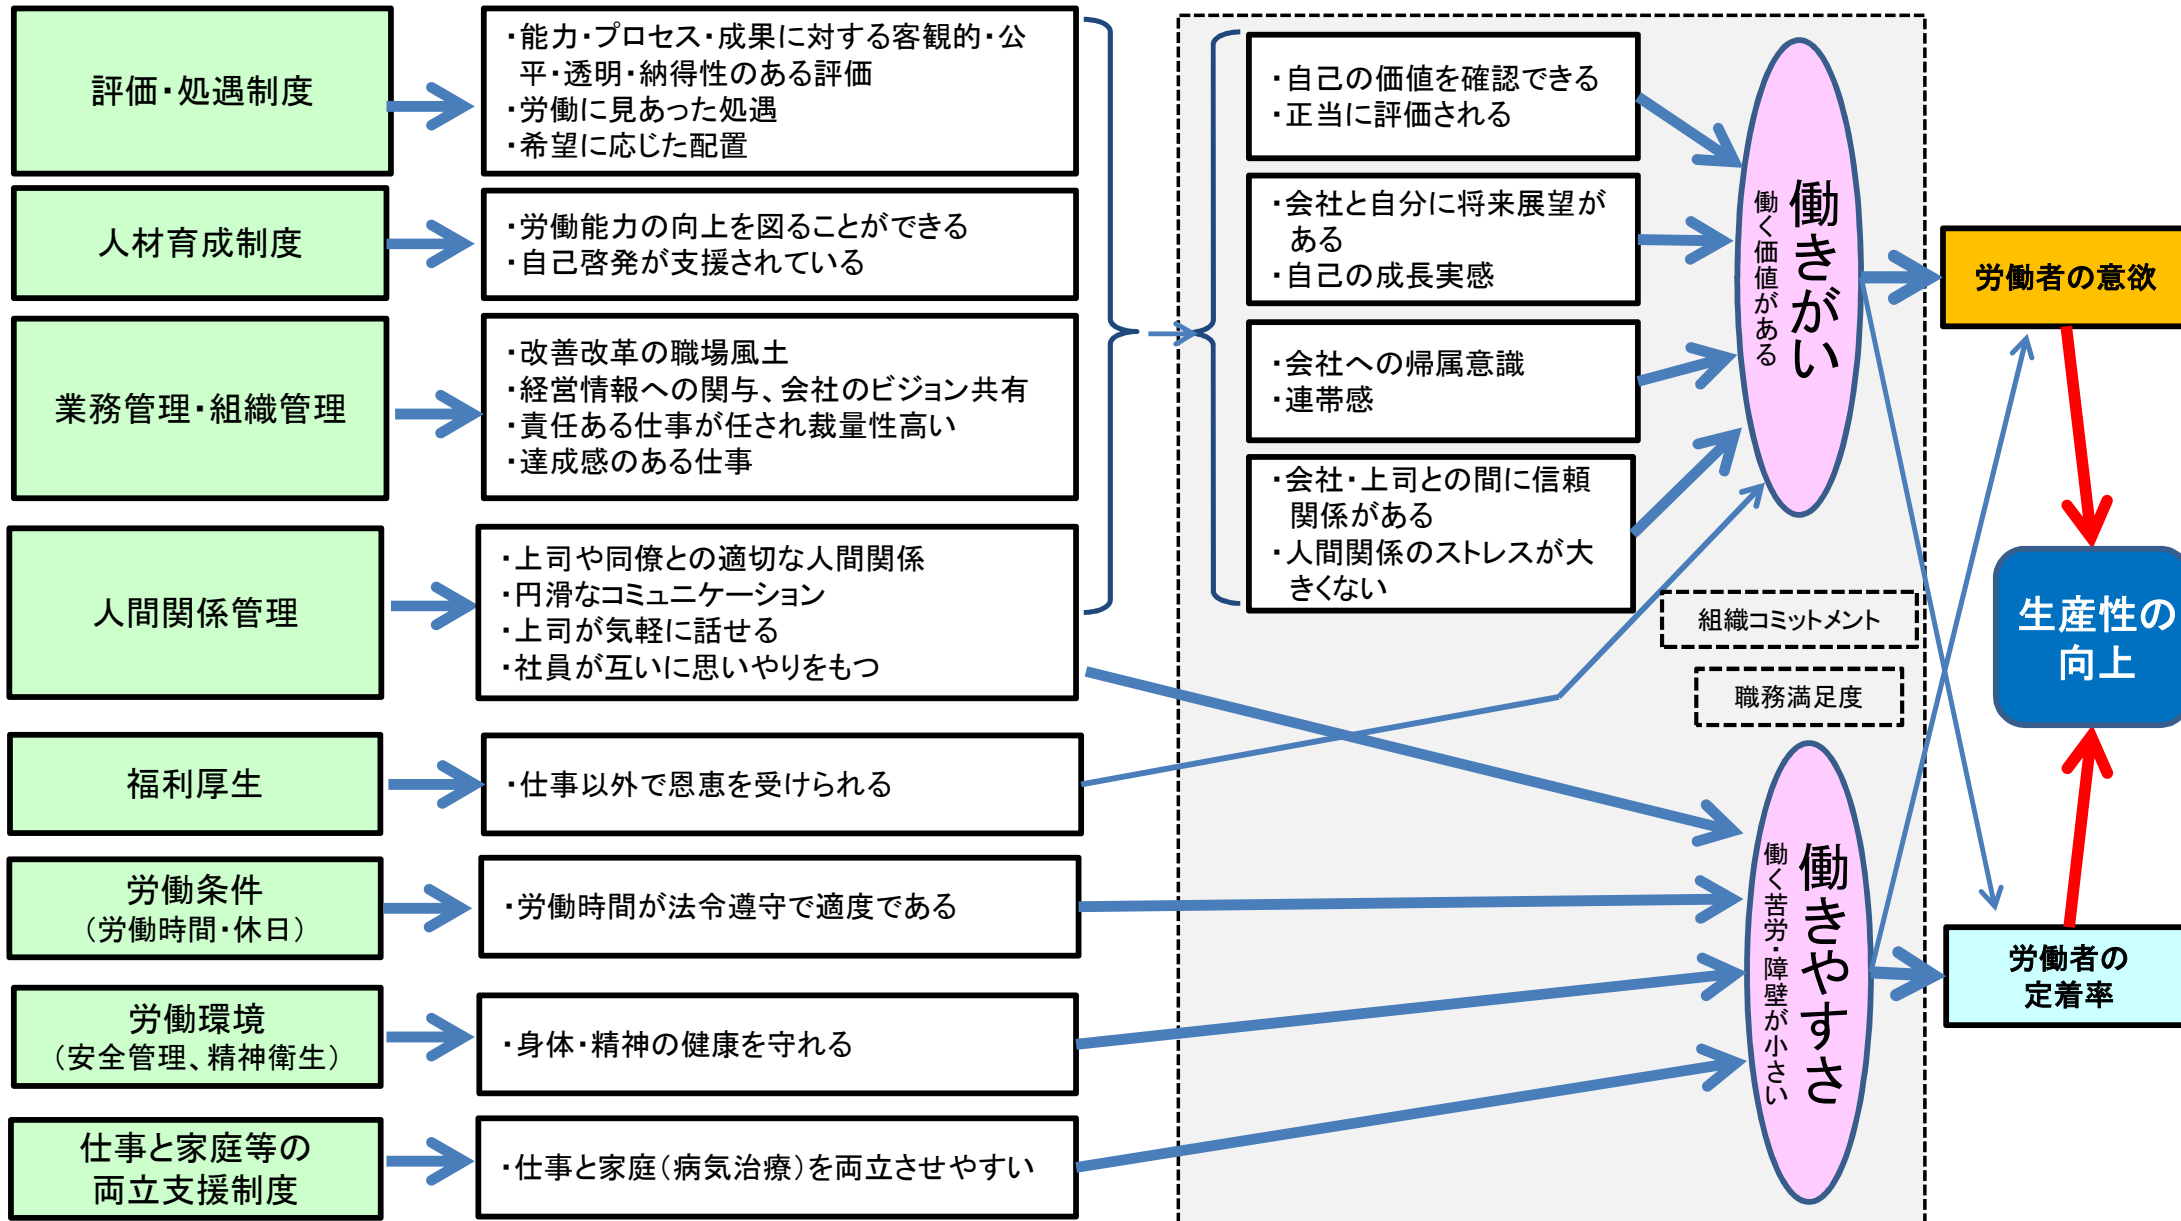 評価・処遇制度
・能力・プロセス・成果に対する客観的・公
平・透明・納得性のある評価
・労働に見あった処遇
・希望に応じた配置
人材育成制度
・労働能力の向上を図ることができる
・自己啓発が支援されている
業務管理・組織管理
・改善改革の職場風土
・経営情報への関与、会社のビジョン共有
・責任ある仕事が任され裁量性高い
・達成感のある仕事
人間関係管理
・上司や同僚との適切な人間関係
・円滑なコミュニケーション
・上司が気軽に話せる
・社員が互いに思いやりをもつ
福利厚生
・仕事以外で恩恵を受けられる
労働条件
（労働時間・休日）
・労働時間が法令遵守で適度である
労働環境
（安全管理、精神衛生）
・身体・精神の健康を守れる
仕事と家庭等の
両立支援制度
・仕事と家庭（病気治療）を両立させやすい
・自己の価値を確認できる
・正当に評価される
・会社と自分に将来展望が
ある
・自己の成長実感
・会社への帰属意識
・連帯感
・会社・上司との間に信頼
関係がある
・人間関係のストレスが大
きくない
働きがい
働く価値がある
組織コミットメント
職務満足度
働きやすさ
働く苦労・障壁が小さい
労働者の意欲
生産性の
向上
労働者の
定着率